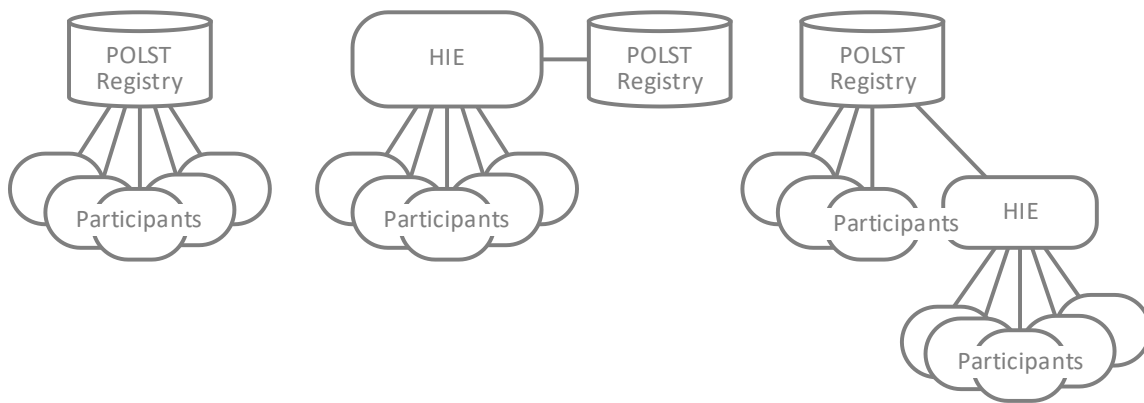 POLST
Registry
Participants
HIE
POLST
Registry
Participants
POLST
Registry
Participants
HIE
Participants